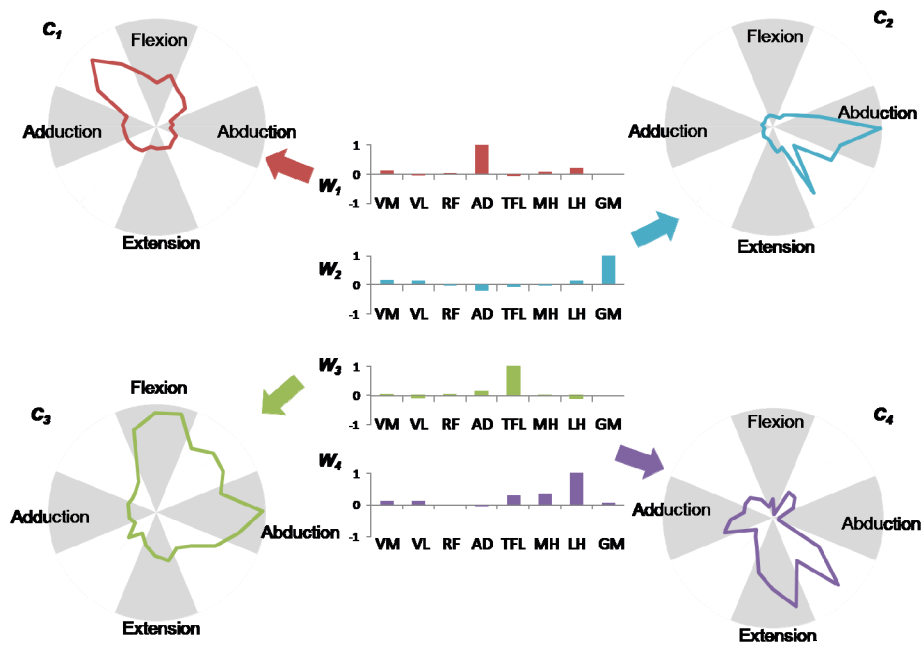 C1
Flexion
Adduction
Abduction
Extension
C2
Flexion
Adduction
Abduction
Extension
W1
1
0
-1
VM VL RF AD TFL MH LH GM
W2
1
0
-1
VM VL RF AD TFL MH LH GM
W3
1
0
-1
VM VL RF AD TFL MH LH GM
W4
1
0
-1
VM VL RF AD TFL MH LH GM
C3
Flexion
Adduction
Abduction
Extension
C4
Flexion
Adduction
Abduction
Extension